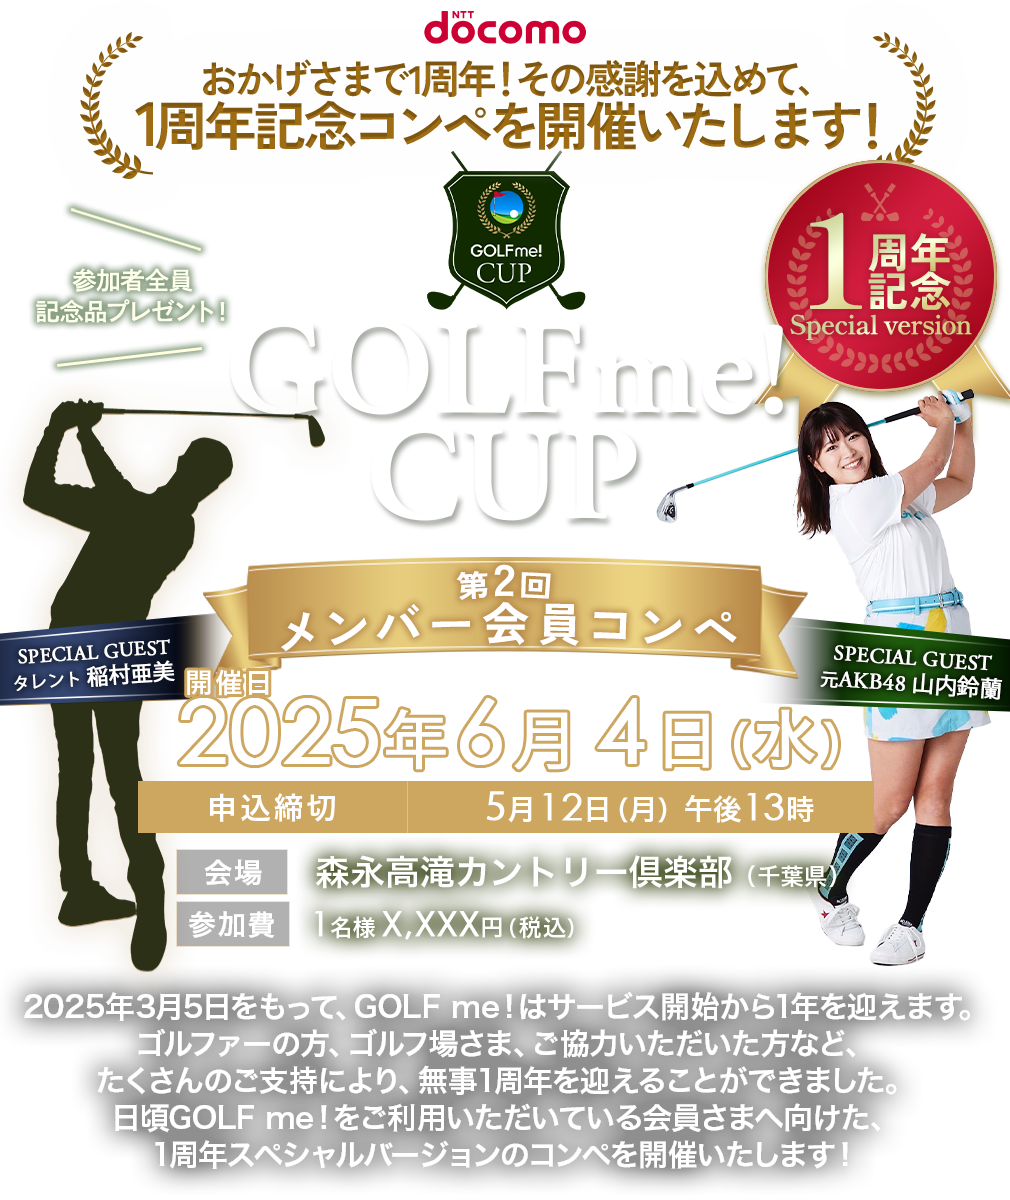 NTT
docomo
おかげさまで1周年！その感謝を込めて、
1周年記念コンペを開催いたします！
GOLFme!
CUP
1周年
記念
Special version
参加者全員
記念品プレゼント！
GOLFme!
CUP
第2回
メンバー会員コンペ
SPECIAL GUEST
タレント 稲村亜美
SPECIAL GUEST
元AKB48 山内鈴蘭
開催日
2025年6月4日(水)
申込締切 5月12日(月) 午後13時
会場 森永高滝カントリー倶楽部（千葉県）
参加費 1名様 X,XXX円（税込）
2025年3月5日をもって、GOLF me！はサービス開始から1年を迎えます。
ゴルファーの方、ゴルフ場さま、ご協力いただいた方など、
たくさんのご支持により、無事1周年を迎えることができました。
日頃GOLF me！をご利用いただいている会員さまへ向けた、
1周年スペシャルバージョンのコンペを開催いたします！